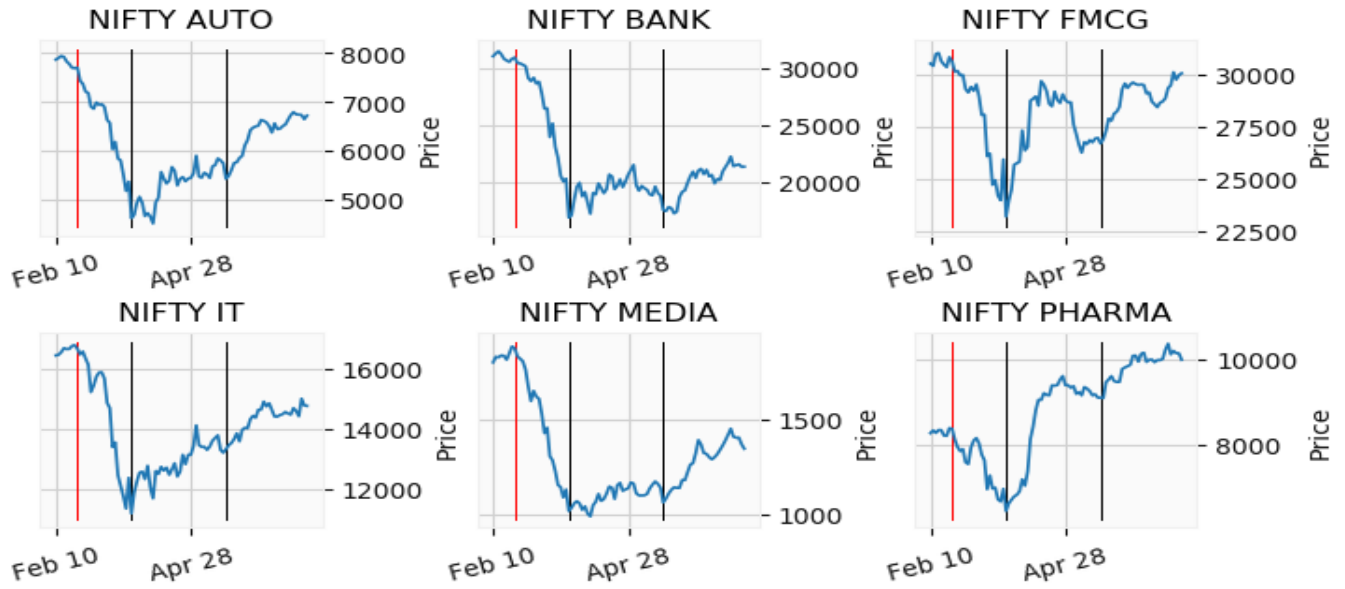 NIFTY AUTO
8000
7000
6000
5000
Price
Feb 10
Apr 28
NIFTY BANK
30000
25000
20000
Price
Feb 10
Apr 28
NIFTY FMCG
30000
27500
25000
22500
Price
Feb 10
Apr 28
NIFTY IT
16000
14000
12000
Price
Feb 10
Apr 28
NIFTY MEDIA
1500
1000
Price
Feb 10
Apr 28
NIFTY PHARMA
10000
8000
Price
Feb 10
Apr 28